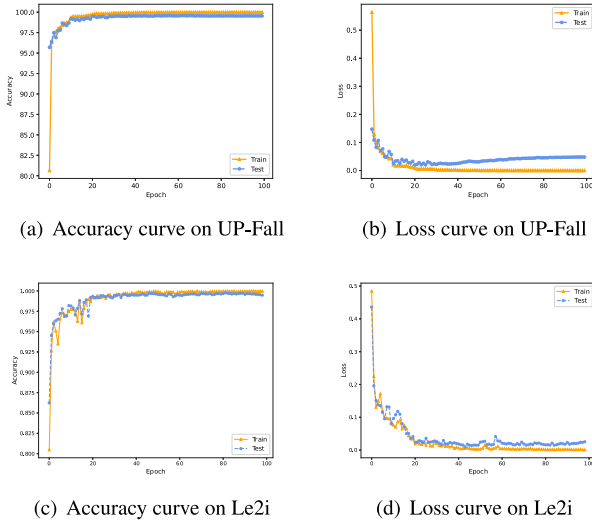 100.0
97.5
95.0
92.5
90.0
87.5
85.0
82.5
80.0
Accuracy
0 20 40 60 80 100
Epoch
Train
Test
(a) Accuracy curve on UP-Fall
0.5
0.4
0.3
0.2
0.1
0.0
Loss
0 20 40 60 80 100
Epoch
Train
Test
(b) Loss curve on UP-Fall
1.000
0.975
0.950
0.925
0.900
0.875
0.850
0.825
0.800
Accuracy
0 20 40 60 80 100
Epoch
Train
Test
(c) Accuracy curve on Le2i
0.5
0.4
0.3
0.2
0.1
0.0
Loss
0 20 40 60 80 100
Epoch
Train
Test
(d) Loss curve on Le2i